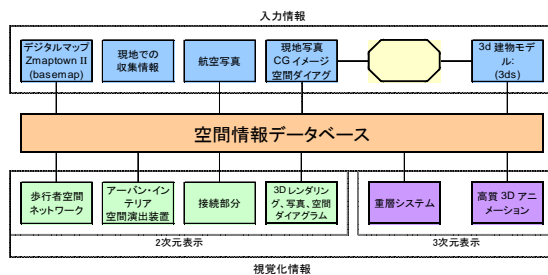 入力情報
デジタルマップ
Zmaptown II
(basemap)
現地での
収集情報
航空写真
現地写真
CGイメージ
空間ダイアグ
3d 建物モデ
ル:
(3ds)
空間情報データベース
歩行者空間
ネットワーク
アーバン・イン
テリア
空間演出装置
接続部分
3Dレンダリン
グ、写真、空間
ダイアグラム
重層システム
高質 3D アニ
メーション
2次元表示
3次元表示
視覚化情報